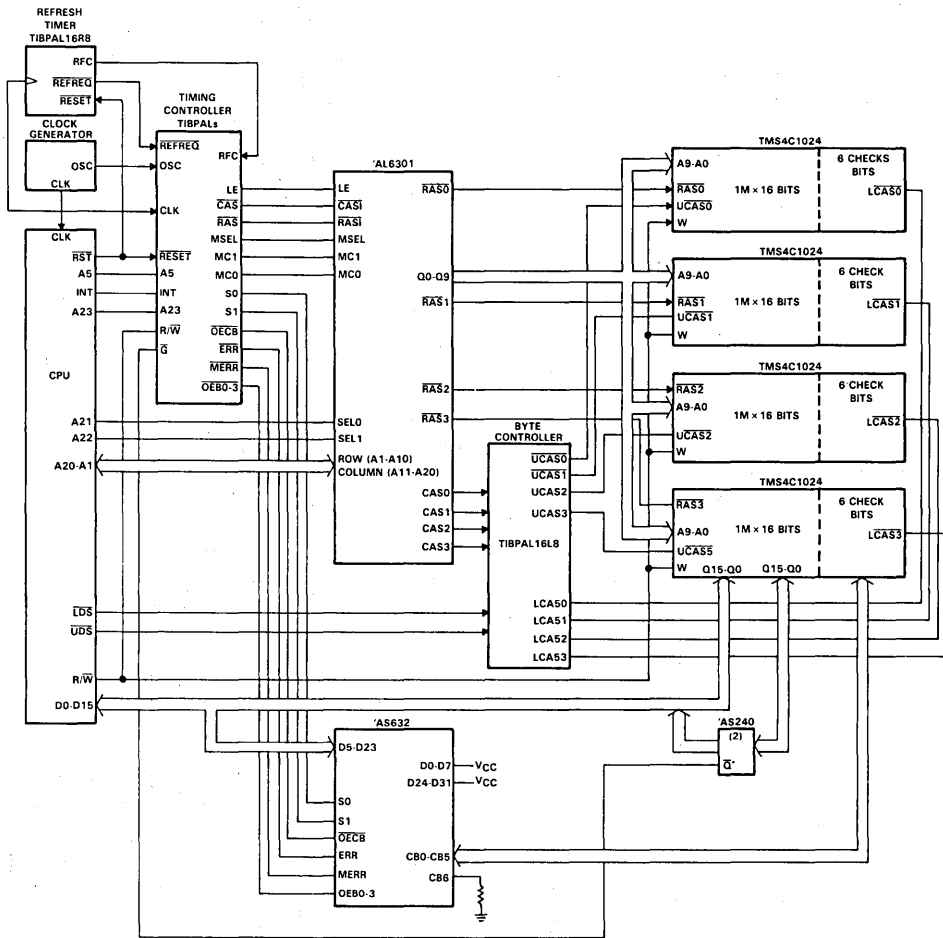 REFRESH
TIMER
TIBPAL16R8
RFC
REFREQ
RESET
CLOCK
GENERATOR
OSC
CLK
TIMING
CONTROLLER
TIBPALs
REFREQ
RFC
OSC
LE
CAS
CLK
RAS
MSEL
RESET
MC1
A5
MC0
INT
S0
A23
S1
R/W
OECB
G
ERR
MERR
OEB0-3
CLK
RST
A5
INT
A23
R/W
G
CPU
A21
A22
A20-A1
LDS
UDS
R/W
D0-D15
'AL6301
LE
RAS0
CASI
RASI
MSEL
MC1
Q0-Q9
MC0
RAS1
RAS2
RAS3
SEL0
SEL1
ROW (A1-A10)
COLUMN (A11-A20)
CAS0
CAS1
CAS2
CAS3
BYTE
CONTROLLER
UCAS0
UCAS1
UCAS2
UCAS3
TIBPAL16L8
LCA50
LCA51
LCA52
LCA53
TMS4C1024
A9-A0
6 CHECKS
BITS
RAS0
1M × 16 BITS
LCAS0
UCAS0
W
TMS4C1024
A9-A0
6 CHECK
BITS
RAS1
1M × 16 BITS
LCAS1
UCAS1
W
TMS4C1024
RAS2
6 CHECK
BITS
A9-A0
1M × 16 BITS
LCAS2
UCAS2
W
TMS4C1024
RAS3
6 CHECK
BITS
A9-A0
1M × 16 BITS
LCAS3
UCAS5
W
Q15-Q0
Q15-Q0
'AS240
(2)
Q
'AS632
D5-D23
D0-D7
VCC
D24-D31
VCC
S0
S1
OECB
ERR
CB0-CB5
MERR
CB6
OEB0-3